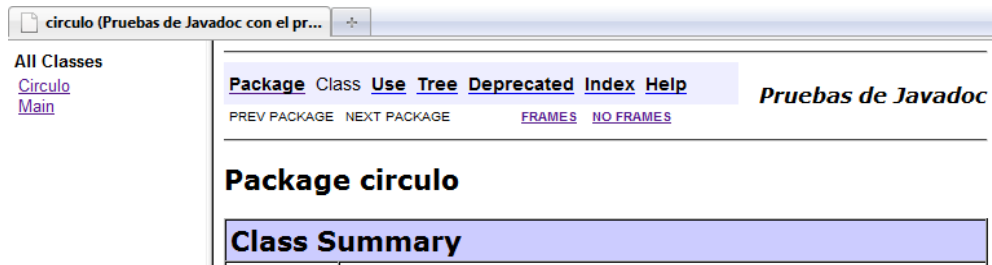 circulo (Pruebas de Javadoc con el pr...
All Classes
Circulo
Main
Package Class Use Tree Deprecated Index Help
Pruebas de Javadoc
PREV PACKAGE NEXT PACKAGE FRAMES NO FRAMES
Package circulo
Class Summary